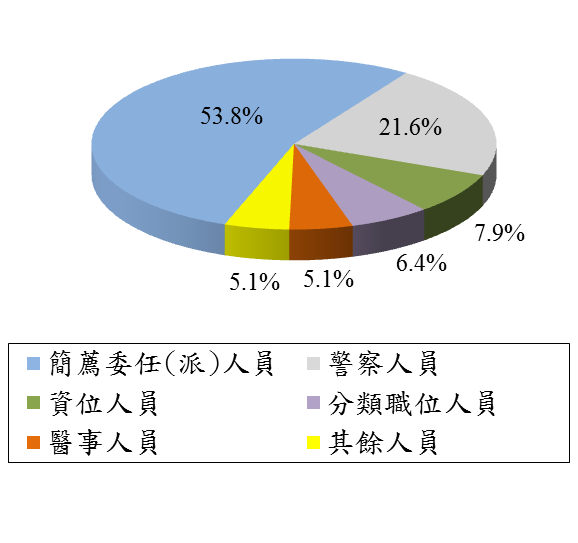 53.8%
21.6%
7.9%
6.4%
5.1%
5.1%
簡薦委任(派)人員
警察人員
資位人員
分類職位人員
醫事人員
其餘人員